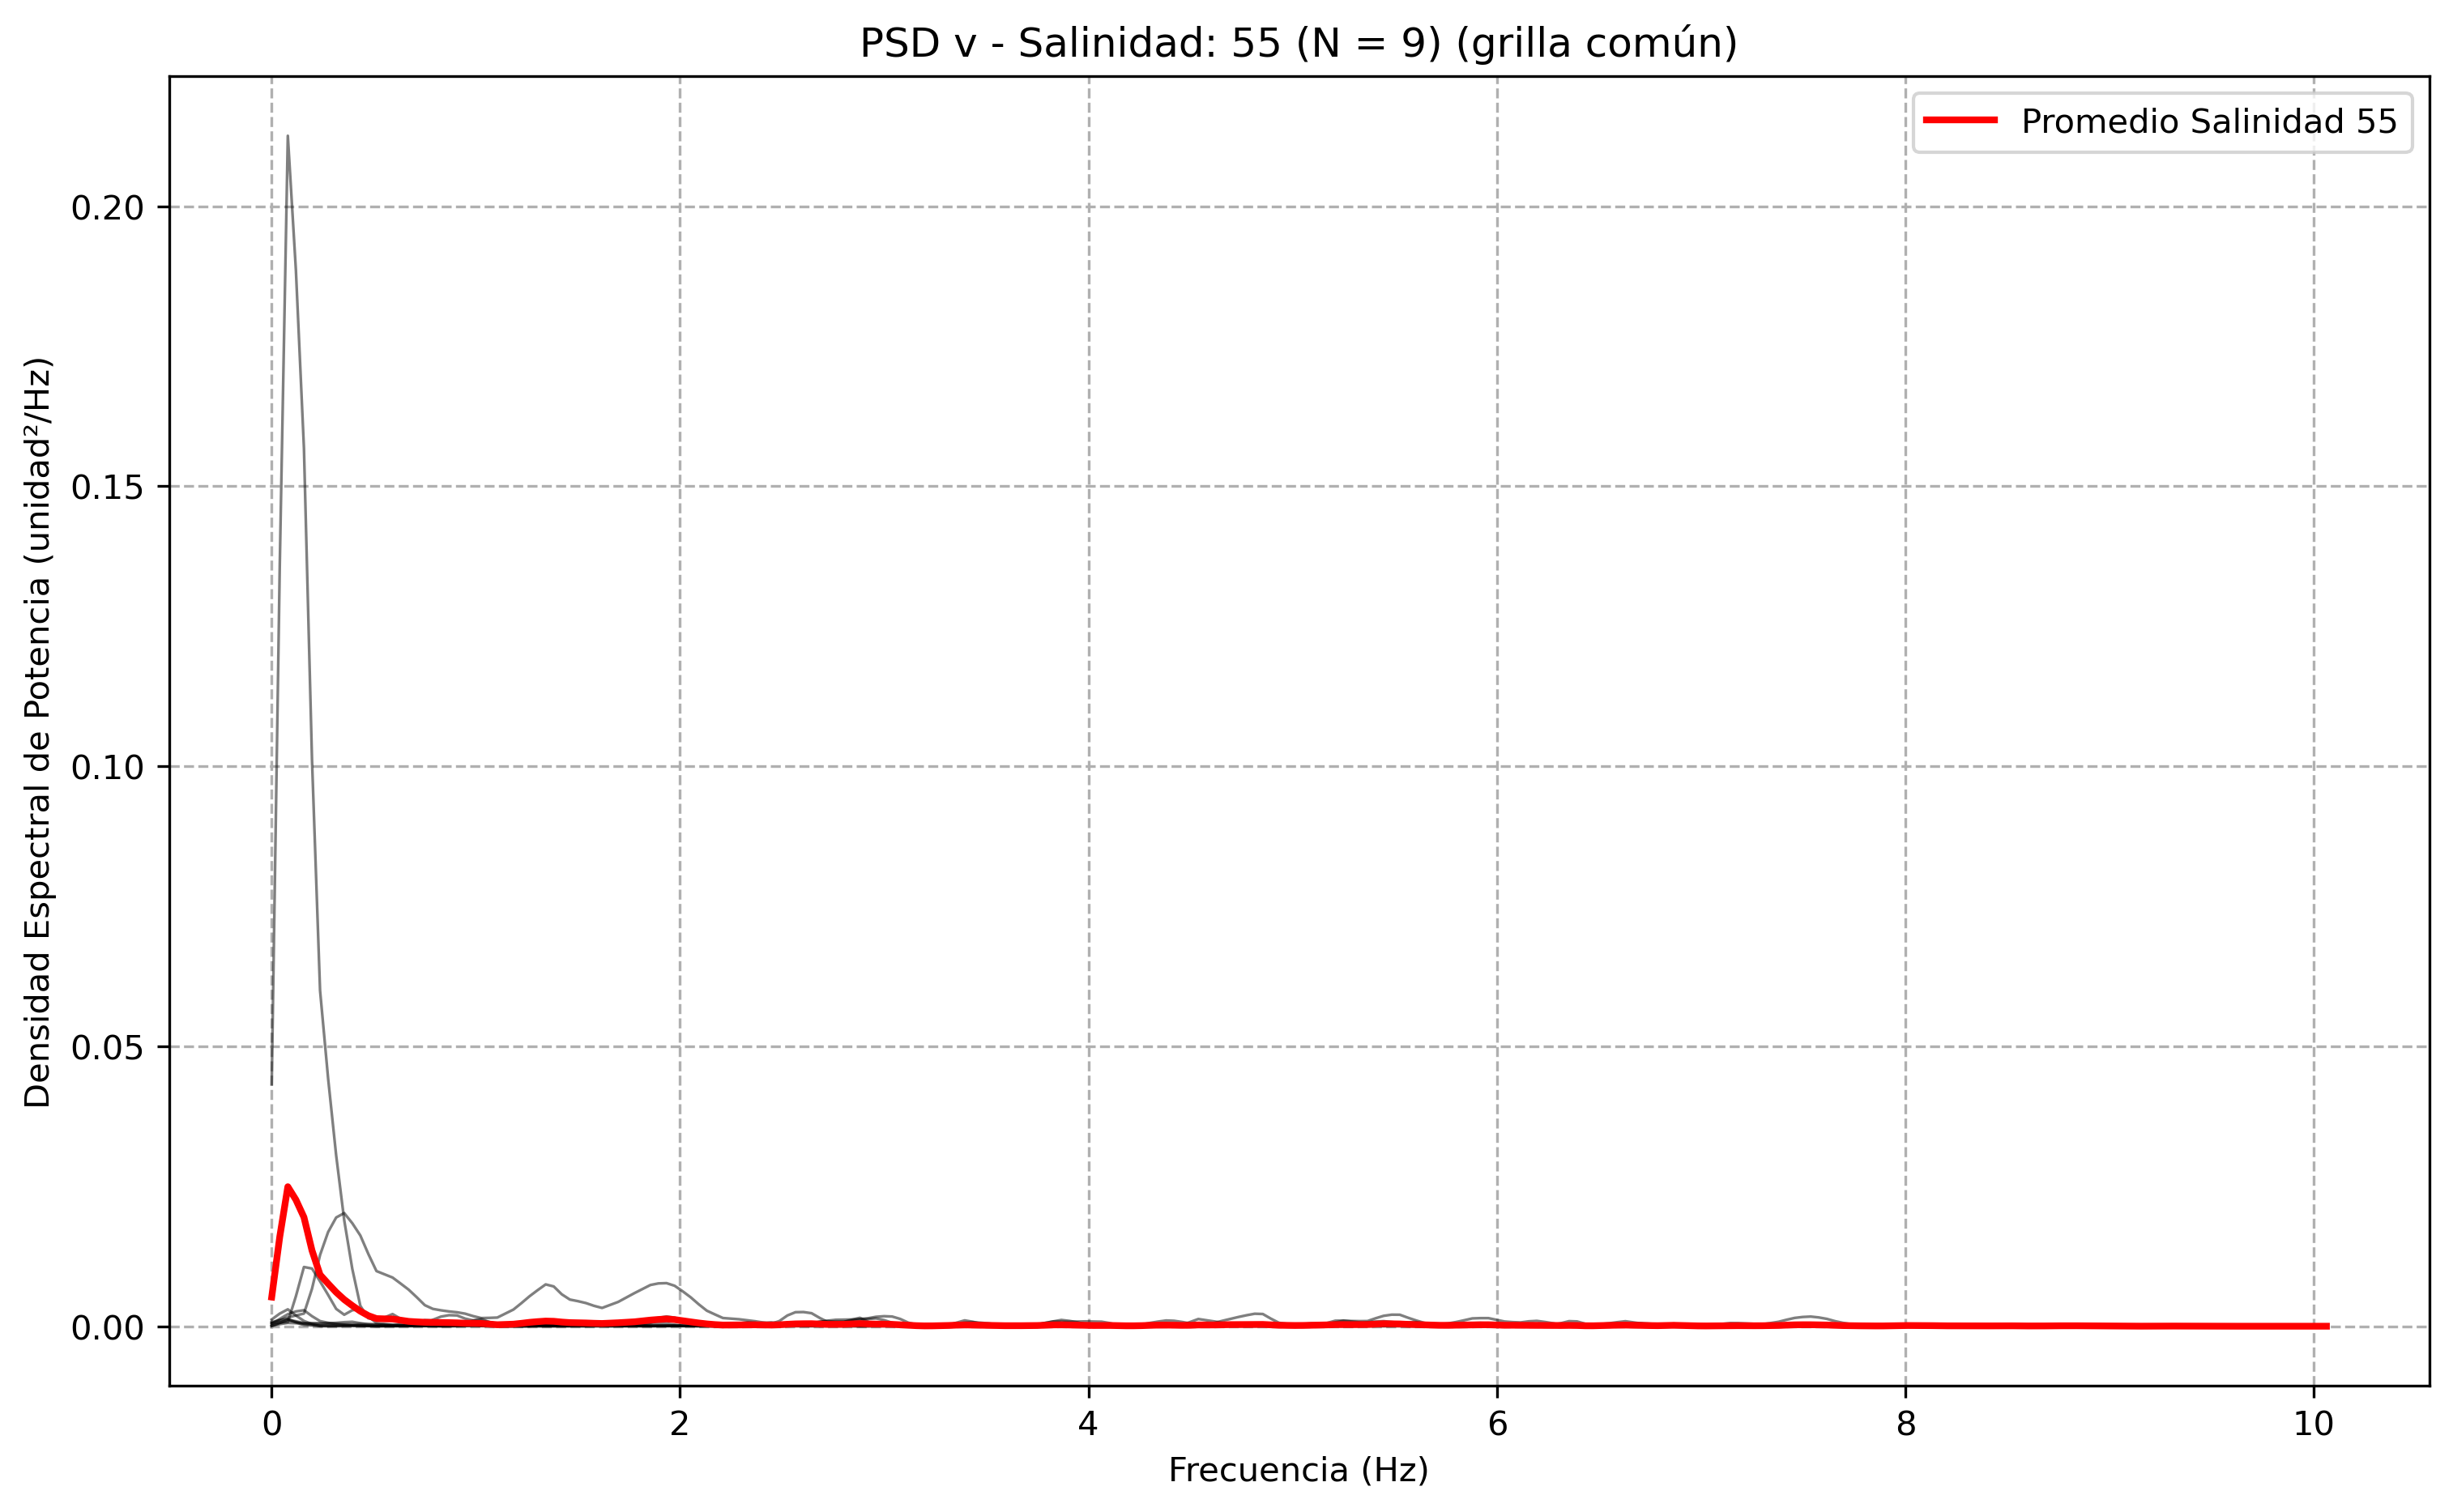 PSD v - Salinidad: 55 (N = 9) (grilla común)
Promedio Salinidad 55
Densidad Espectral de Potencia (unidad²/Hz)
0.20
0.15
0.10
0.05
0.00
0 2 4 6 8 10
Frecuencia (Hz)